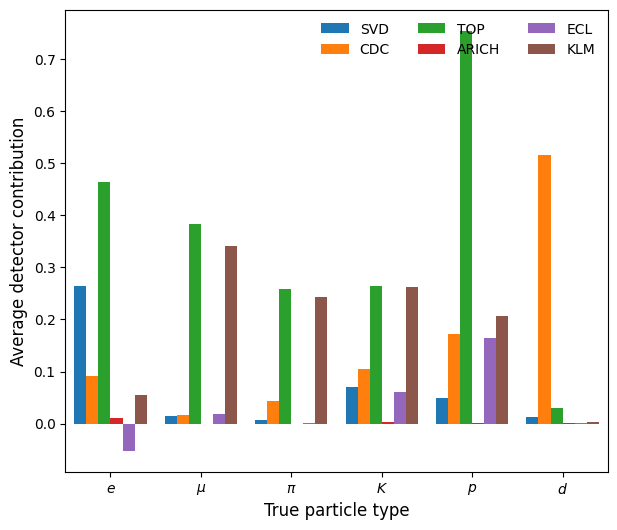 SVD TOP ECL
CDC ARICH KLM
Average detector contribution
0.7
0.6
0.5
0.4
0.3
0.2
0.1
0.0
e μ π K p d
True particle type